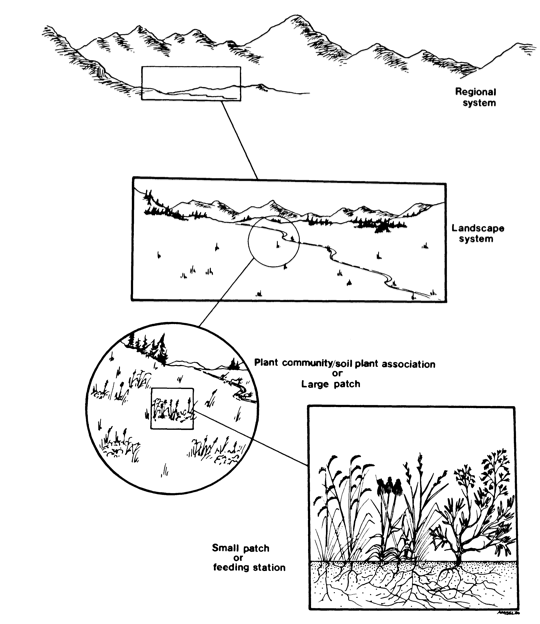 Regional
system
Landscape
system
Plant community/soil plant association
or
Large patch
Small patch
or
feeding station